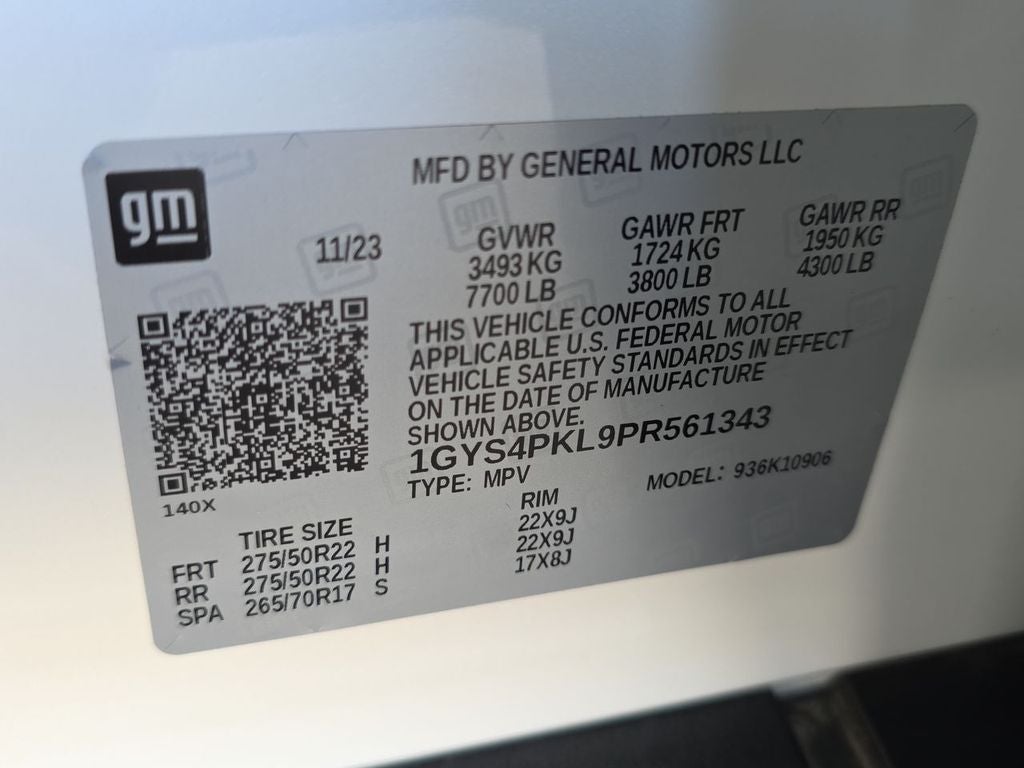 gm
MFD BY GENERAL MOTORS LLC
11/23
GVWR GAWR FRT GAWR RR
3493 KG 1724 KG 1950 KG
7700 LB 3800 LB 4300 LB
THIS VEHICLE CONFORMS TO ALL
APPLICABLE U.S. FEDERAL MOTOR
VEHICLE SAFETY STANDARDS IN EFFECT
ON THE DATE OF MANUFACTURE
SHOWN ABOVE.
1GYS4PKL9PR561343
TYPE: MPV MODEL: 936K10906
140X
TIRE SIZE RIM
FRT 275/50R22 H 22X9J
RR 275/50R22 H 22X9J
SPA 265/70R17 S 17X8J